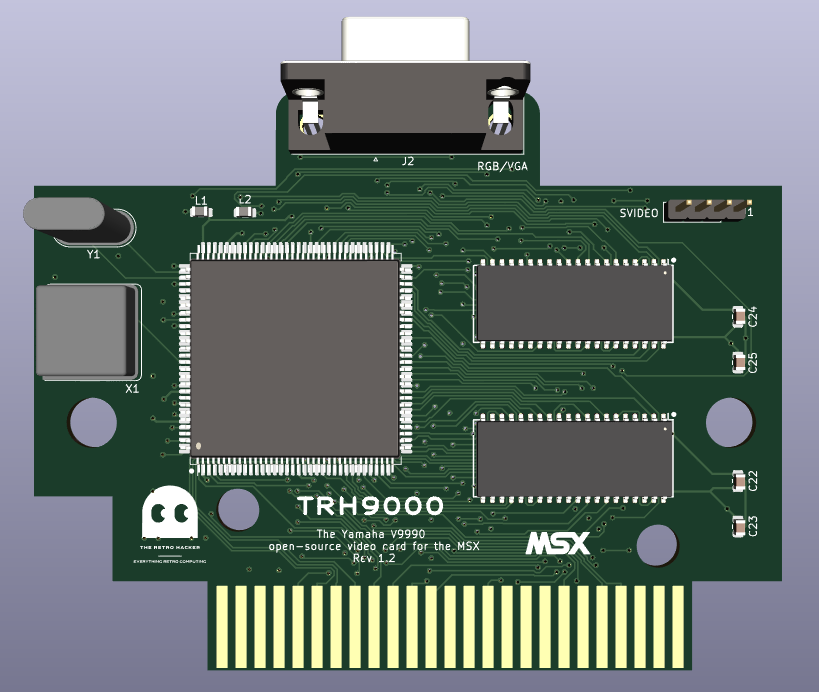 J2
RGB/VGA
L1
L2
SVIDEO
Y1
C24
C25
X1
C22
C23
TRH9000
The Yamaha V9990
open-source video card for the MSX
Rev 1.2
MSX
THE RETRO HACKER
EVERYTHING RETRO COMPUTING